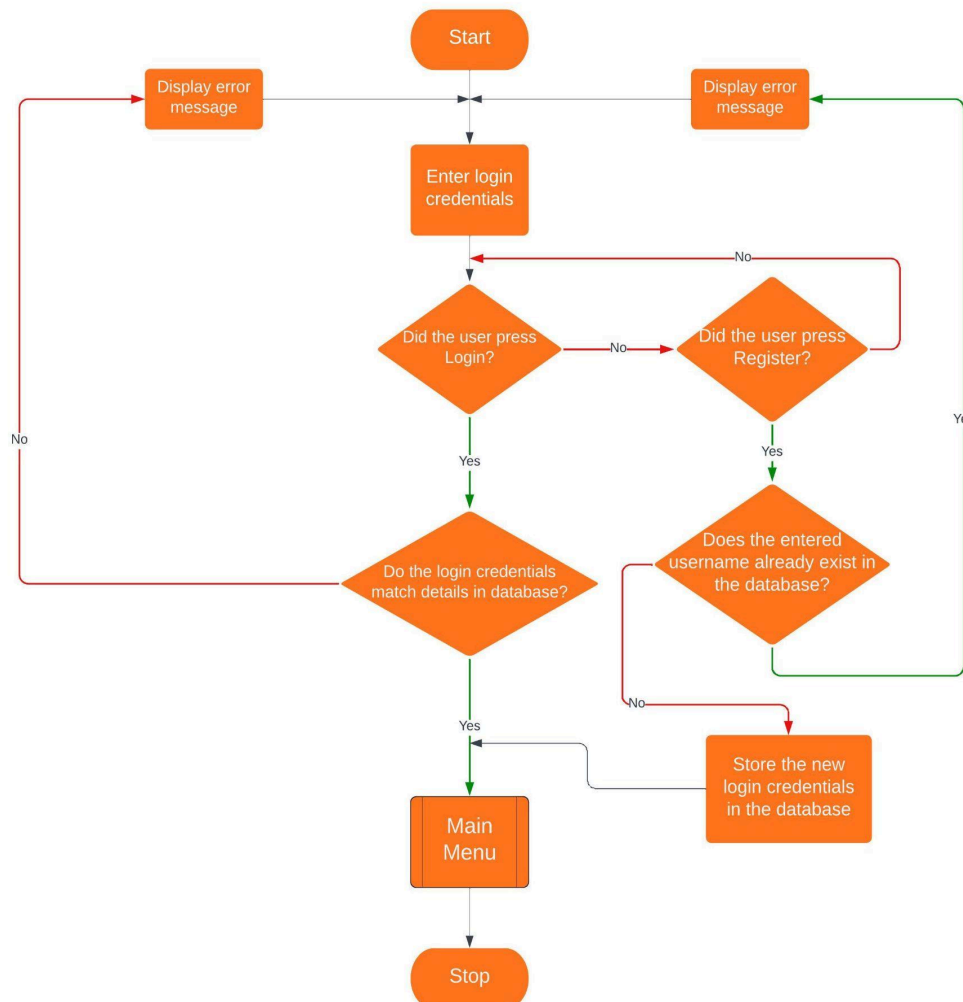 Start
Display error
message
Display error
message
Enter login
credentials
No
Did the user press
Login?
No
Did the user press
Register?
No
Yes
Yes
Does the entered
username already exist in
the database?
Do the login credentials
match details in database?
No
Yes
Store the new
login credentials
in the database
Main
Menu
Stop